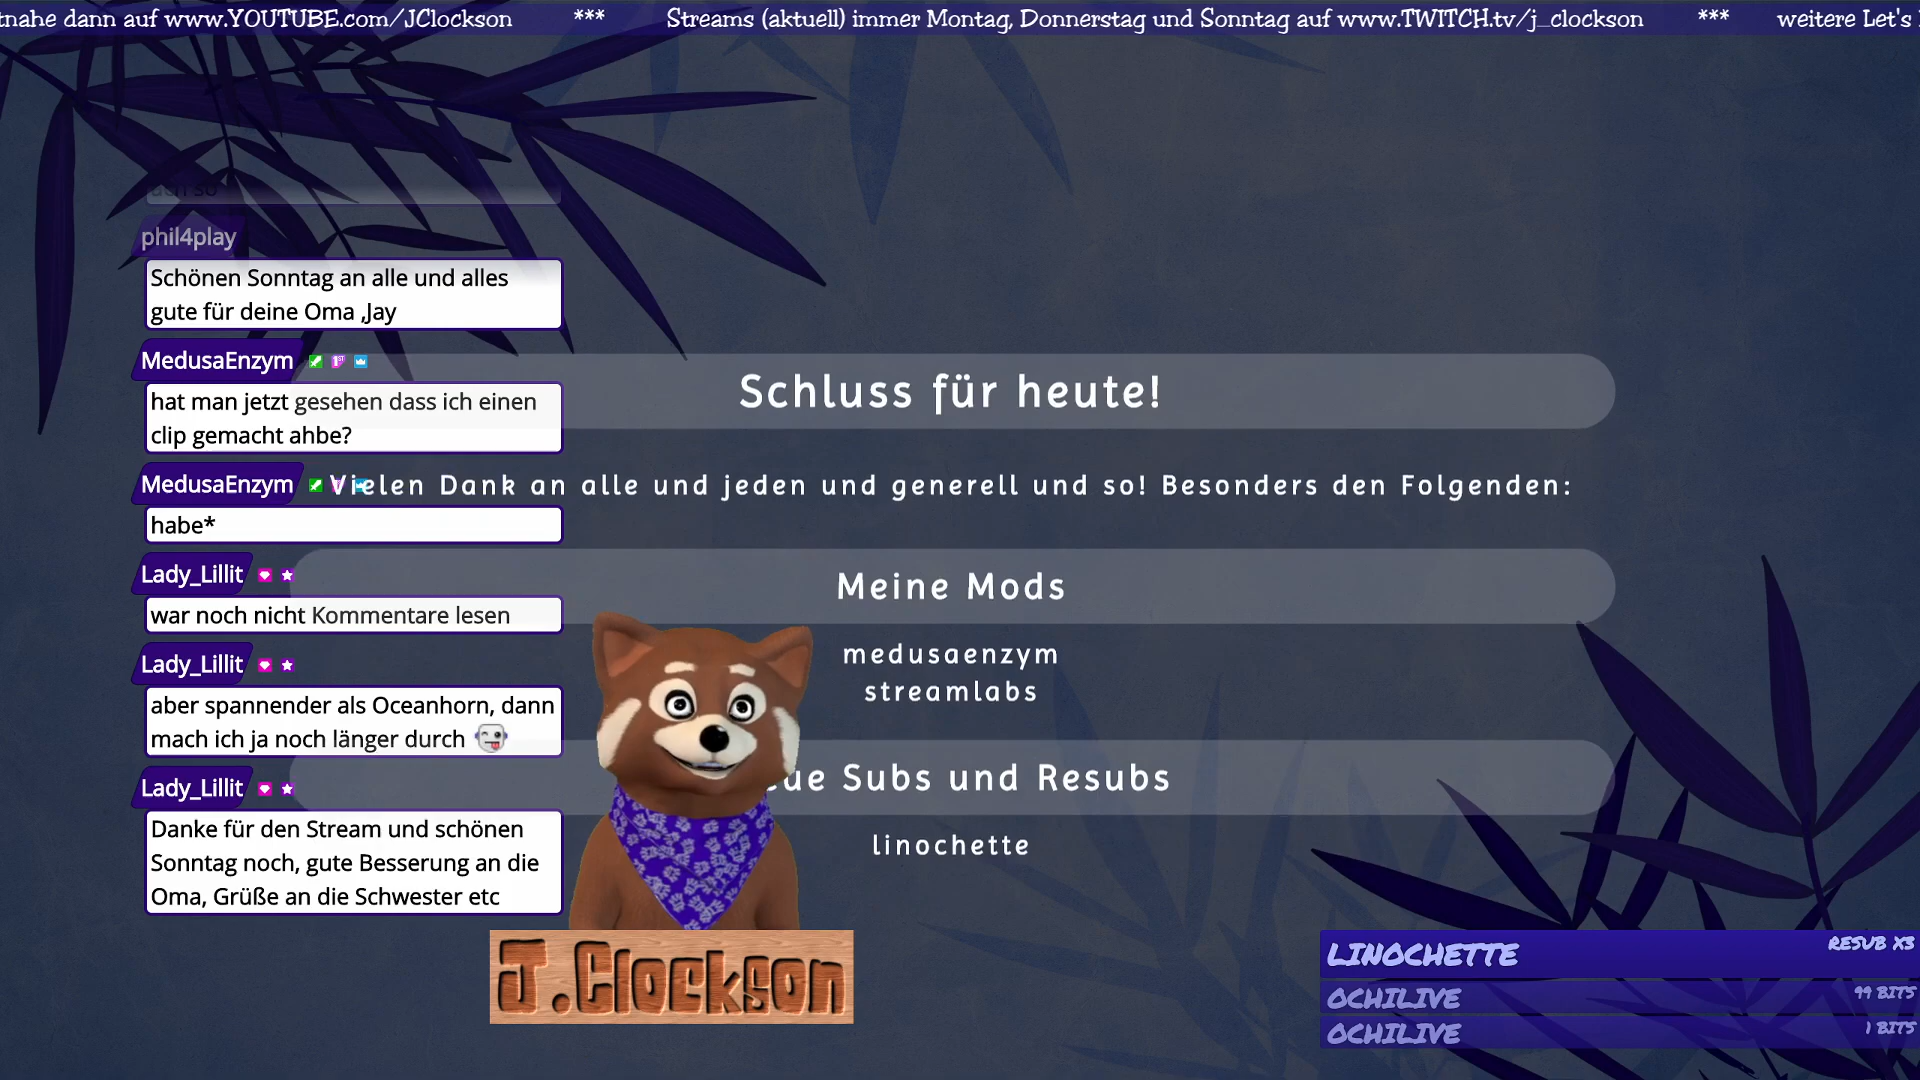 tnahe dann auf www.YOUTUBE.com/JClockson *** Streams (aktuell) immer Montag, Donnerstag und Sonntag auf www.TWITCH.tv/j_clockson *** weitere Let's
ach so
phil4play
Schönen Sonntag an alle und alles
gute für deine Oma ,Jay
MedusaEnzym
hat man jetzt gesehen dass ich einen
clip gemacht ahbe?
MedusaEnzym
habe*
Lady_Lillit
war noch nicht Kommentare lesen
Lady_Lillit
aber spannender als Oceanhorn, dann
mach ich ja noch länger durch
Lady_Lillit
Danke für den Stream und schönen
Sonntag noch, gute Besserung an die
Oma, Grüße an die Schwester etc
Schluss für heute!
Vielen Dank an alle und jeden und generell und so! Besonders den Folgenden:
Meine Mods
medusaenzym
streamlabs
ue Subs und Resubs
linochette
J.Clockson
LINOCHETTE RESUB X3
OCHILIVE 99 BITS
OCHILIVE 1 BITS